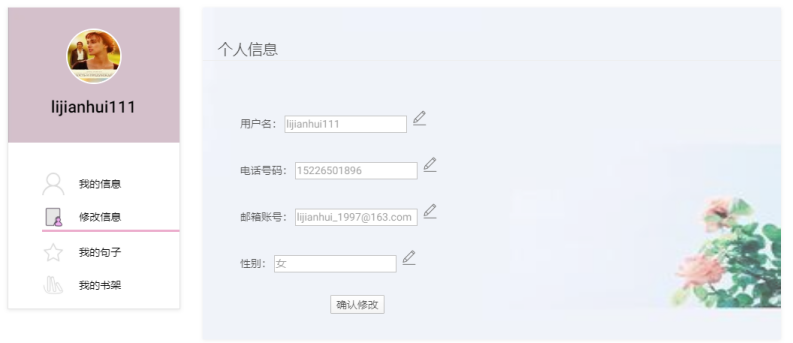 lijianhui111
我的信息
修改信息
我的句子
我的书架
个人信息
用户名： lijianhui111
电话号码： 15226501896
邮箱账号： lijianhui_1997@163.com
性别： 女
确认修改